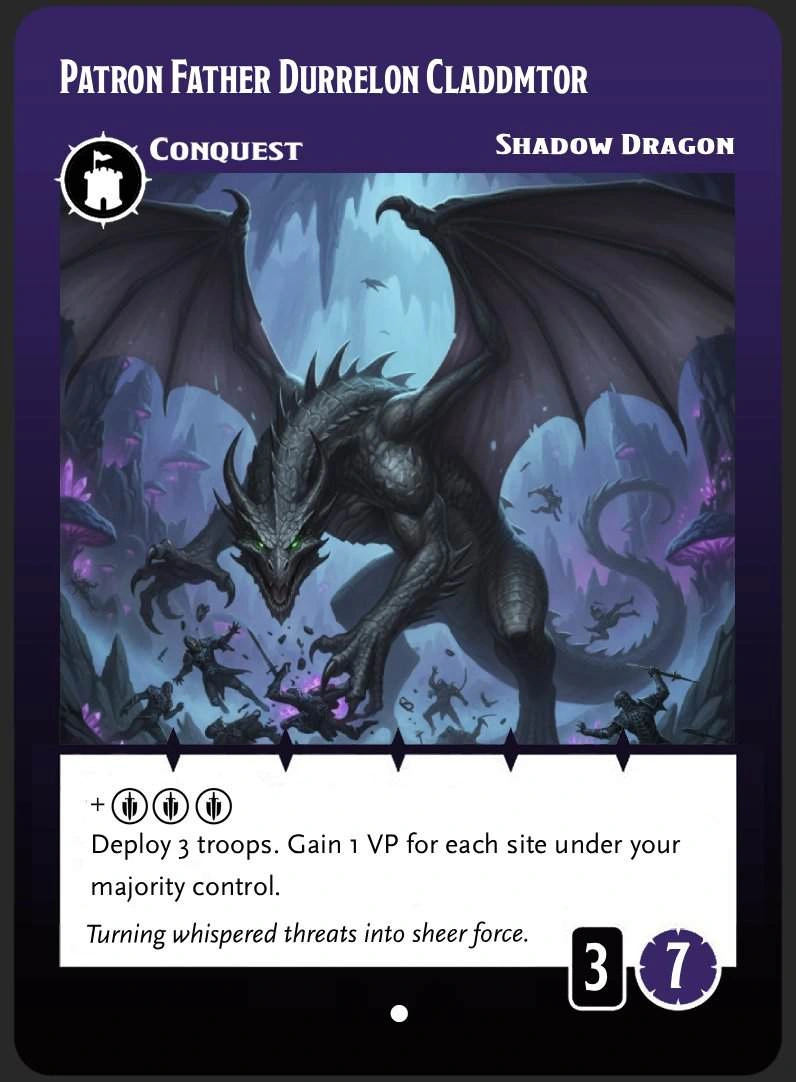 Patron Father Durrelon Claddmtor
Conquest
Shadow Dragon
+
Deploy 3 troops. Gain 1 VP for each site under your
majority control.
Turning whispered threats into sheer force.
3
7